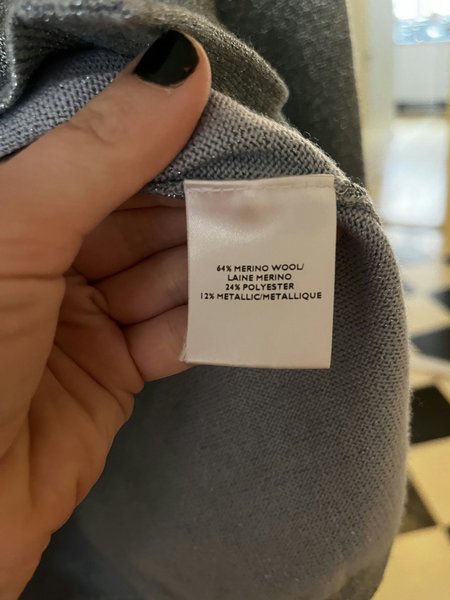 64% MERINO WOOL/
LAINE MERINO
24% POLYESTER
12% METALLIC/METALLIQUE